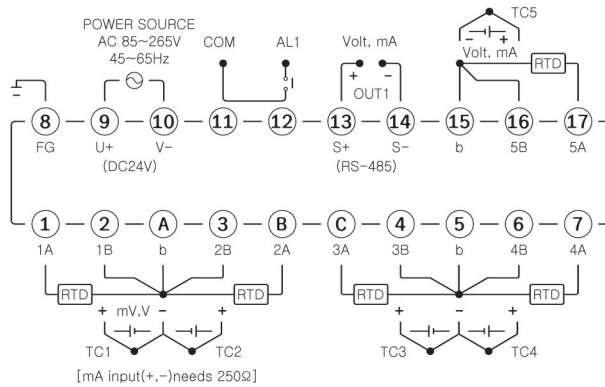 POWER SOURCE
AC 85~265V
45~65Hz
COM
AL1
Volt, mA
+ -
OUT1
TC5
- +
Volt, mA
RTD
8 9 10 11 12 13 14 15 16 17
FG U+ V- S+ S- b 5B 5A
(DC24V) (RS-485)
1 2 A 3 B C 4 5 6 7
1A 1B b 2B 2A 3A 3B b 4B 4A
RTD RTD RTD RTD
+ mV,V - + + - +
TC1 TC2 TC3 TC4
[mA input(+,-)needs 250Ω]